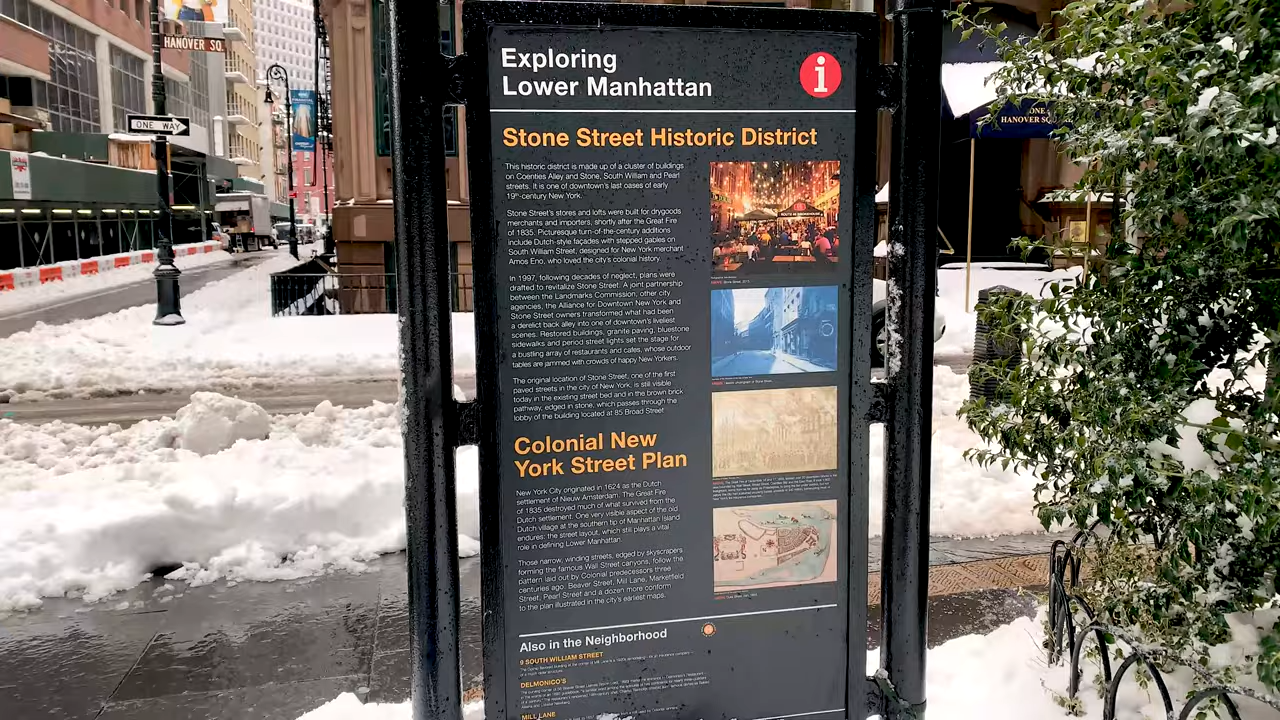 HANOVER SQ
ONE WAY
ONE
HANOVER SQUARE
Exploring
Lower Manhattan
i
Stone Street Historic District
This historic district is made up of a cluster of buildings
on Coenties Alley and Stone, South William and Pearl
streets. It is one of downtown's last oases of early
19th-century New York.
Stone Street's stores and lofts were built for drygoods
merchants and importers, shortly after the Great Fire
of 1835. Picturesque turn-of-the-century additions
include Dutch-style façades with stepped gables on
South William Street, designed for New York merchant
Amos Eno, who loved the city's colonial history.
In 1997, following decades of neglect, plans were
drafted to revitalize Stone Street. A joint partnership
between the Landmarks Commission, other city
agencies, the Alliance for Downtown New York and
Stone Street owners transformed what had been
a derelict back alley into one of downtown's liveliest
scenes. Restored buildings, granite paving, bluestone
sidewalks and period street lights set the stage for
a bustling array of restaurants and cafes, whose outdoor
tables are jammed with crowds of happy New Yorkers.
The original location of Stone Street, one of the first
paved streets in the city of New York, is still visible
today in the existing street bed and in the brown brick
pathway, edged in stone, which passes through the
lobby of the building located at 85 Broad Street
Colonial New
York Street Plan
New York City originated in 1624 as the Dutch
settlement of Nieuw Amsterdam. The Great Fire
of 1835 destroyed much of what survived from the
Dutch settlement. One very visible aspect of the old
Dutch village at the southern tip of Manhattan Island
endures: the street layout, which still plays a vital
role in defining Lower Manhattan.
Those narrow, winding streets, edged by skyscrapers
forming the famous Wall Street canyons, follow the
pattern laid out by Colonial predecessors three
centuries ago. Beaver Street, Mill Lane, Marketfield
Street, Pearl Street and a dozen more conform
to the plan illustrated in the city's earliest maps.
Also in the Neighborhood
9 SOUTH WILLIAM STREET
DELMONICO'S
MILL LANE